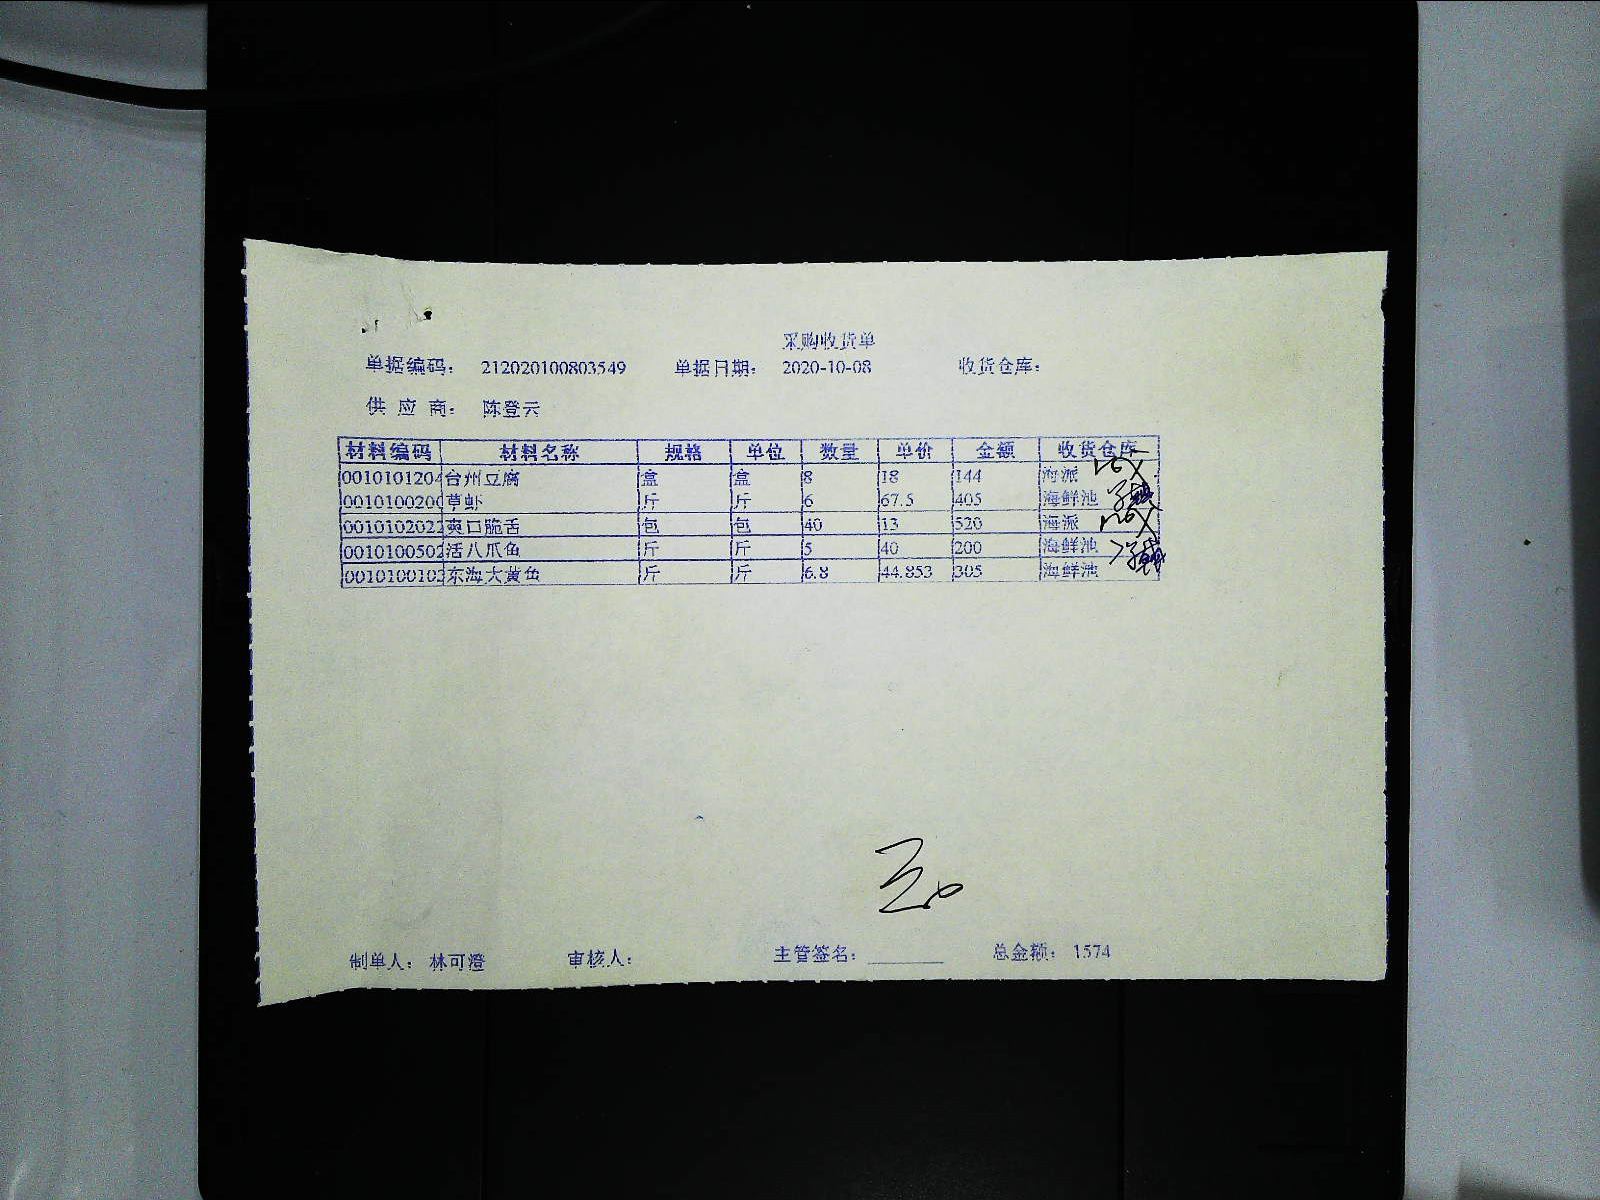 采购收货单
单据编码： 212020100803549 单据日期： 2020-10-08 收货仓库：
供 应 商： 陈登云
材料编码 材料名称 规格 单位 数量 单价 金额 收货仓库
0010101204 台州豆腐 盒 盒 8 18 144 海派
001010020 草虾 斤 斤 6 67.5 405 海鲜池
0010102022 爽口脆舌 包 包 40 13 520 海派
0010100502 活八爪鱼 斤 斤 5 40 200 海鲜池
001010010 东海大黄鱼 斤 斤 6.8 44.853 305 海鲜池
制单人： 林可澄 审核人： 主管签名： 总金额： 1574